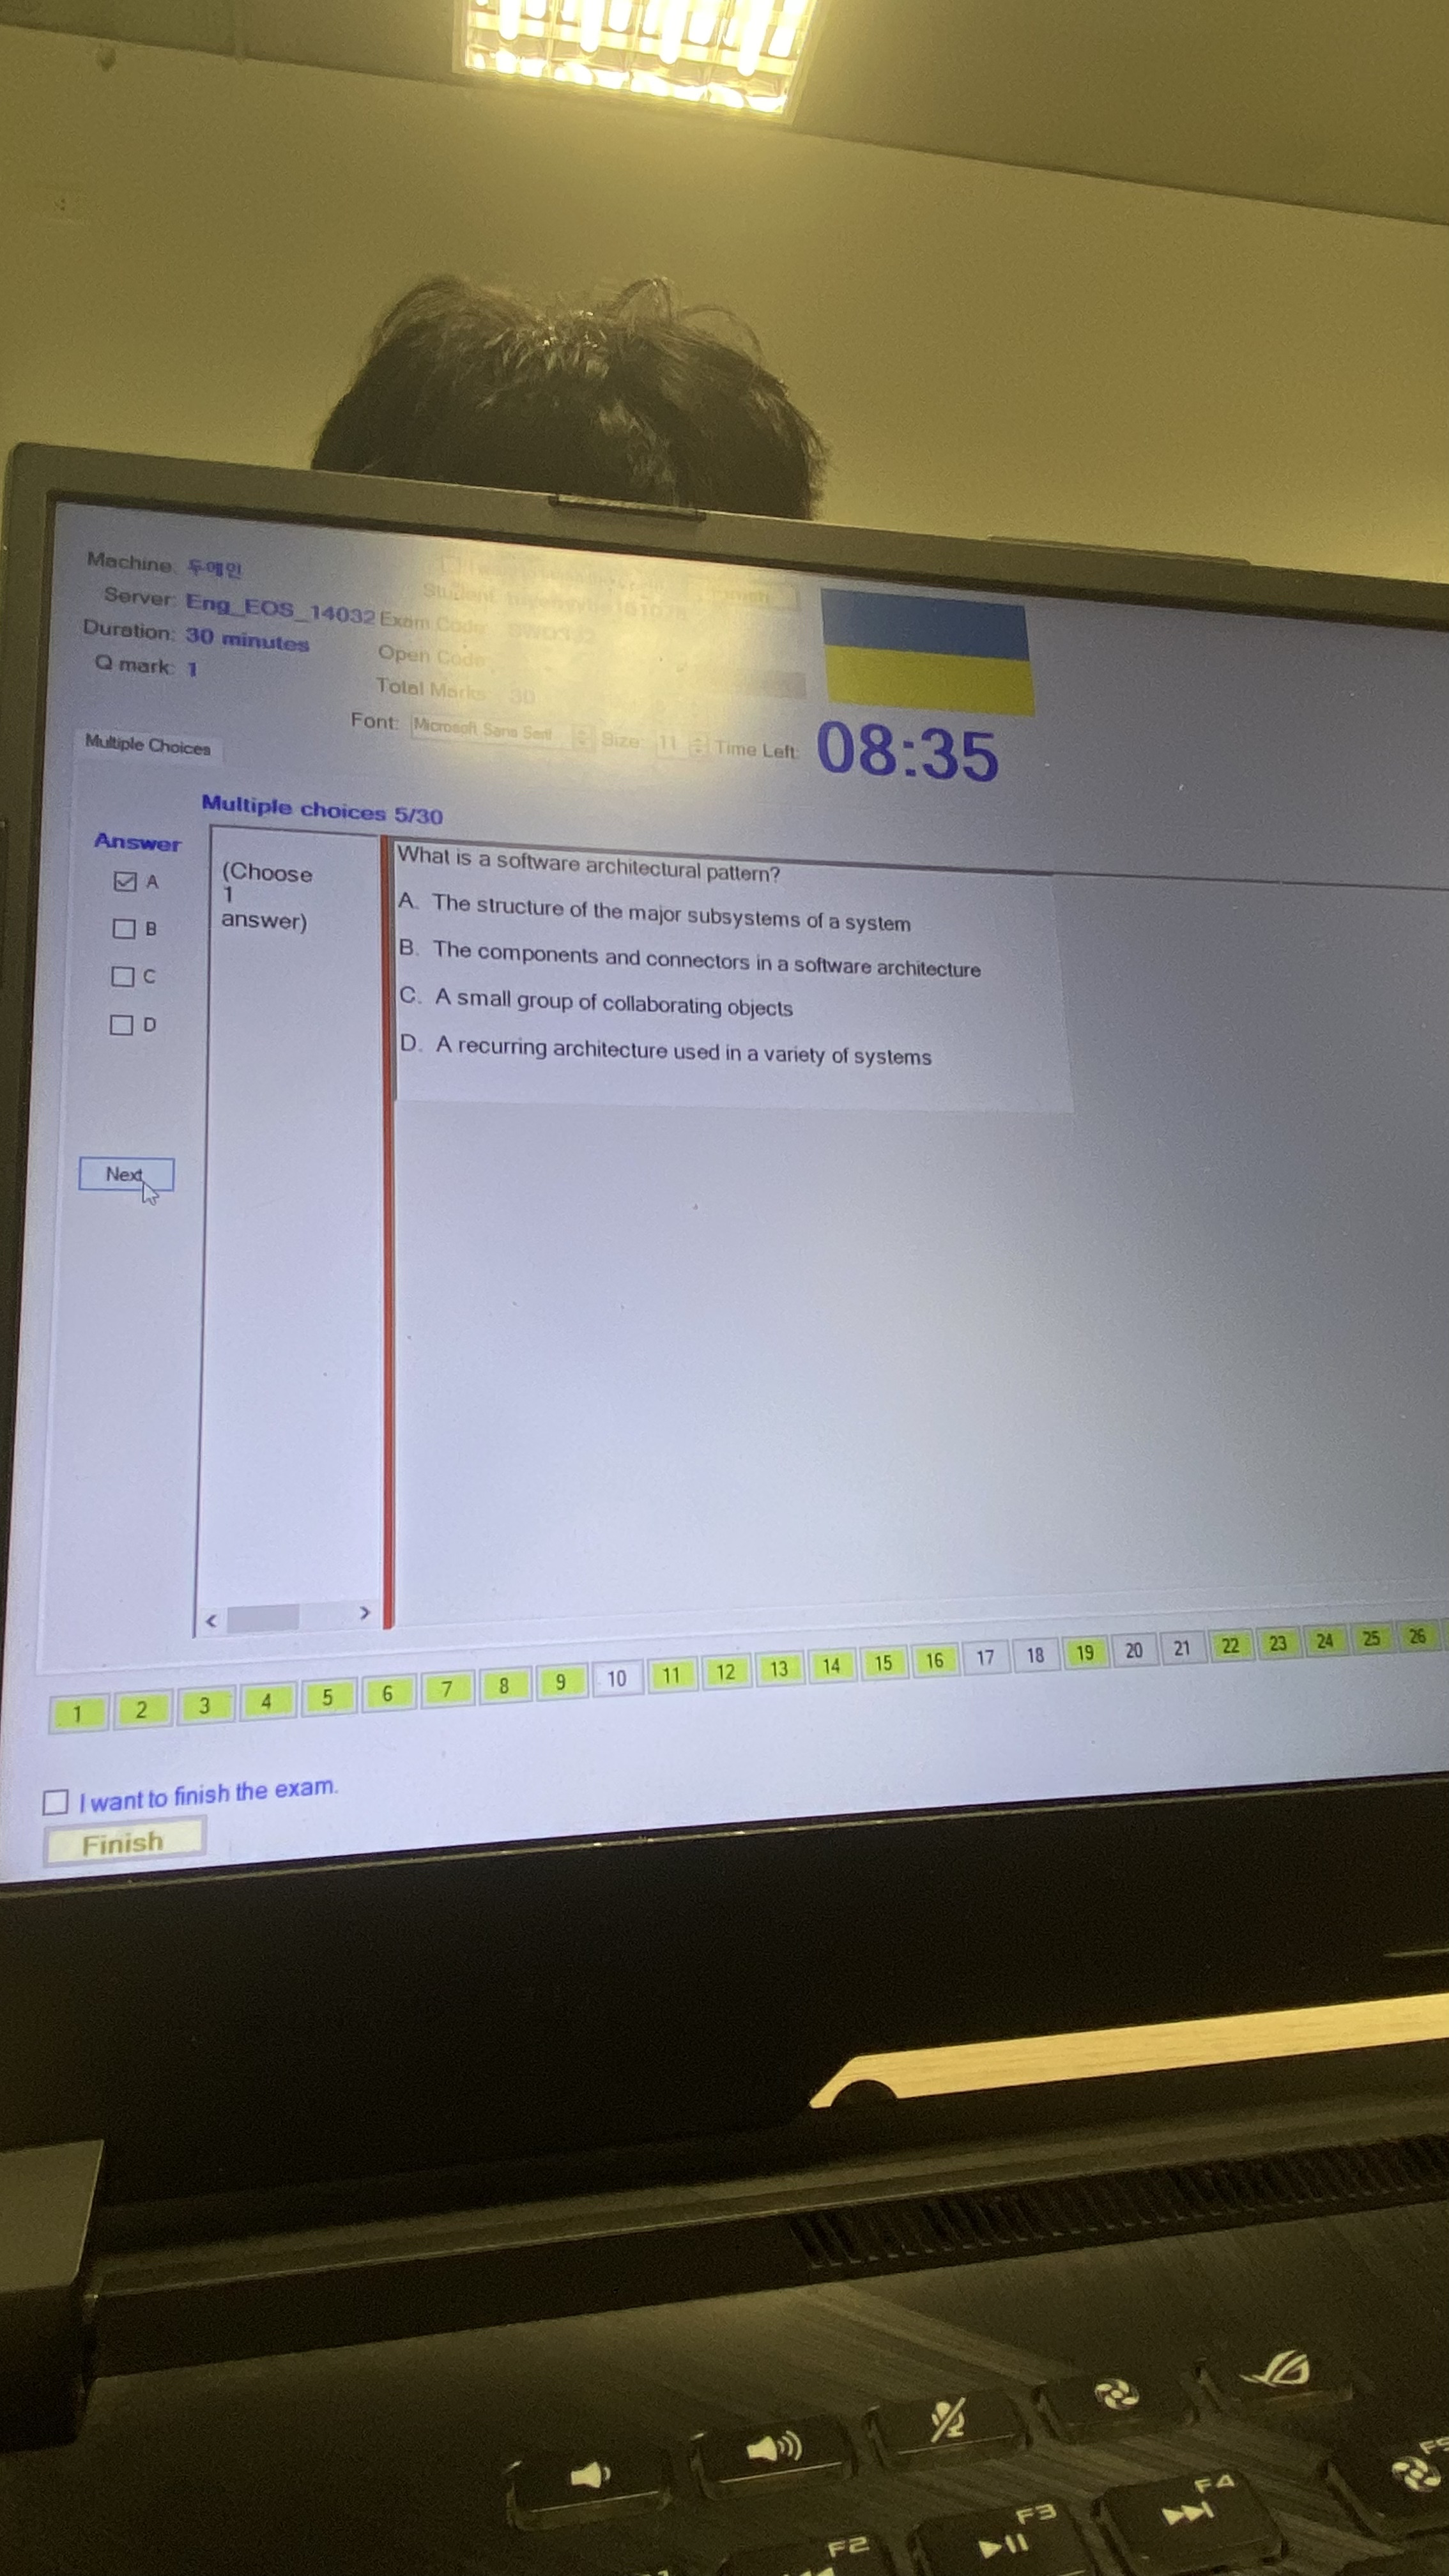 Machine: 두애인
Server: Eng_EOS_14032 Exam Code:
Student:
Duration: 30 minutes
Open Code:
Q mark: 1
Total Marks: 30
Font: Microsoft Sans Serif Size: 11 Time Left: 08:35
Multiple Choices
Multiple choices 5/30
Answer
A
B
C
D
Next
(Choose
1
answer)
What is a software architectural pattern?
A. The structure of the major subsystems of a system
B. The components and connectors in a software architecture
C. A small group of collaborating objects
D. A recurring architecture used in a variety of systems
1 2 3 4 5 6 7 8 9 10 11 12 13 14 15 16 17 18 19 20 21 22 23 24 25 26
I want to finish the exam.
Finish
F2 F3 F4